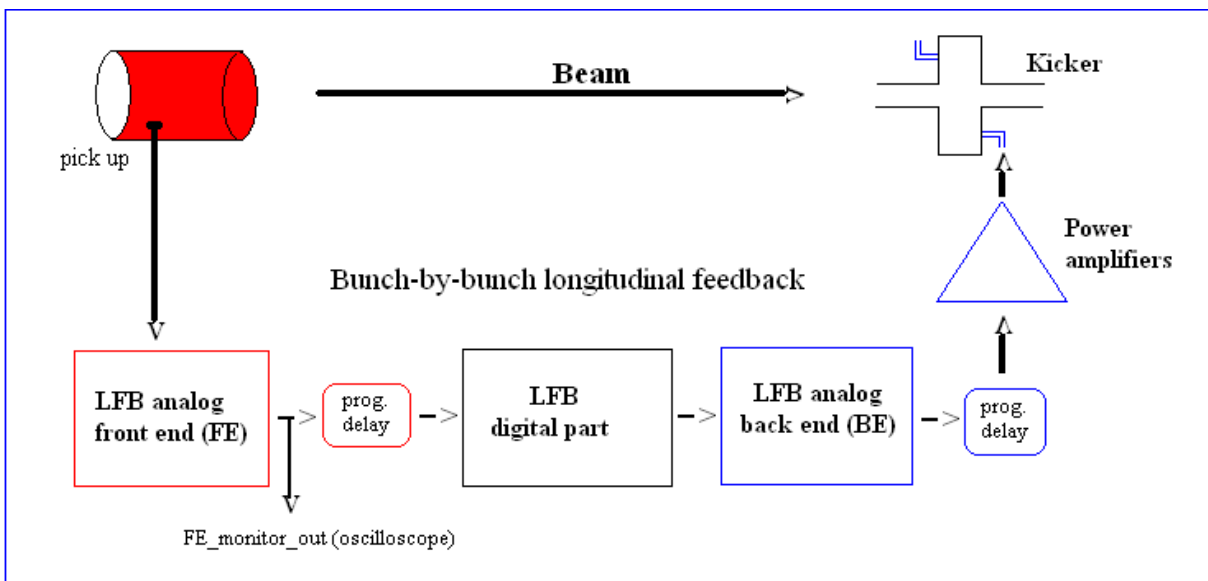 Beam
Kicker
pick up
Power
amplifiers
Bunch-by-bunch longitudinal feedback
LFB analog
front end (FE)
prog.
delay
LFB
digital part
LFB analog
back end (BE)
prog.
delay
FE_monitor_out (oscilloscope)